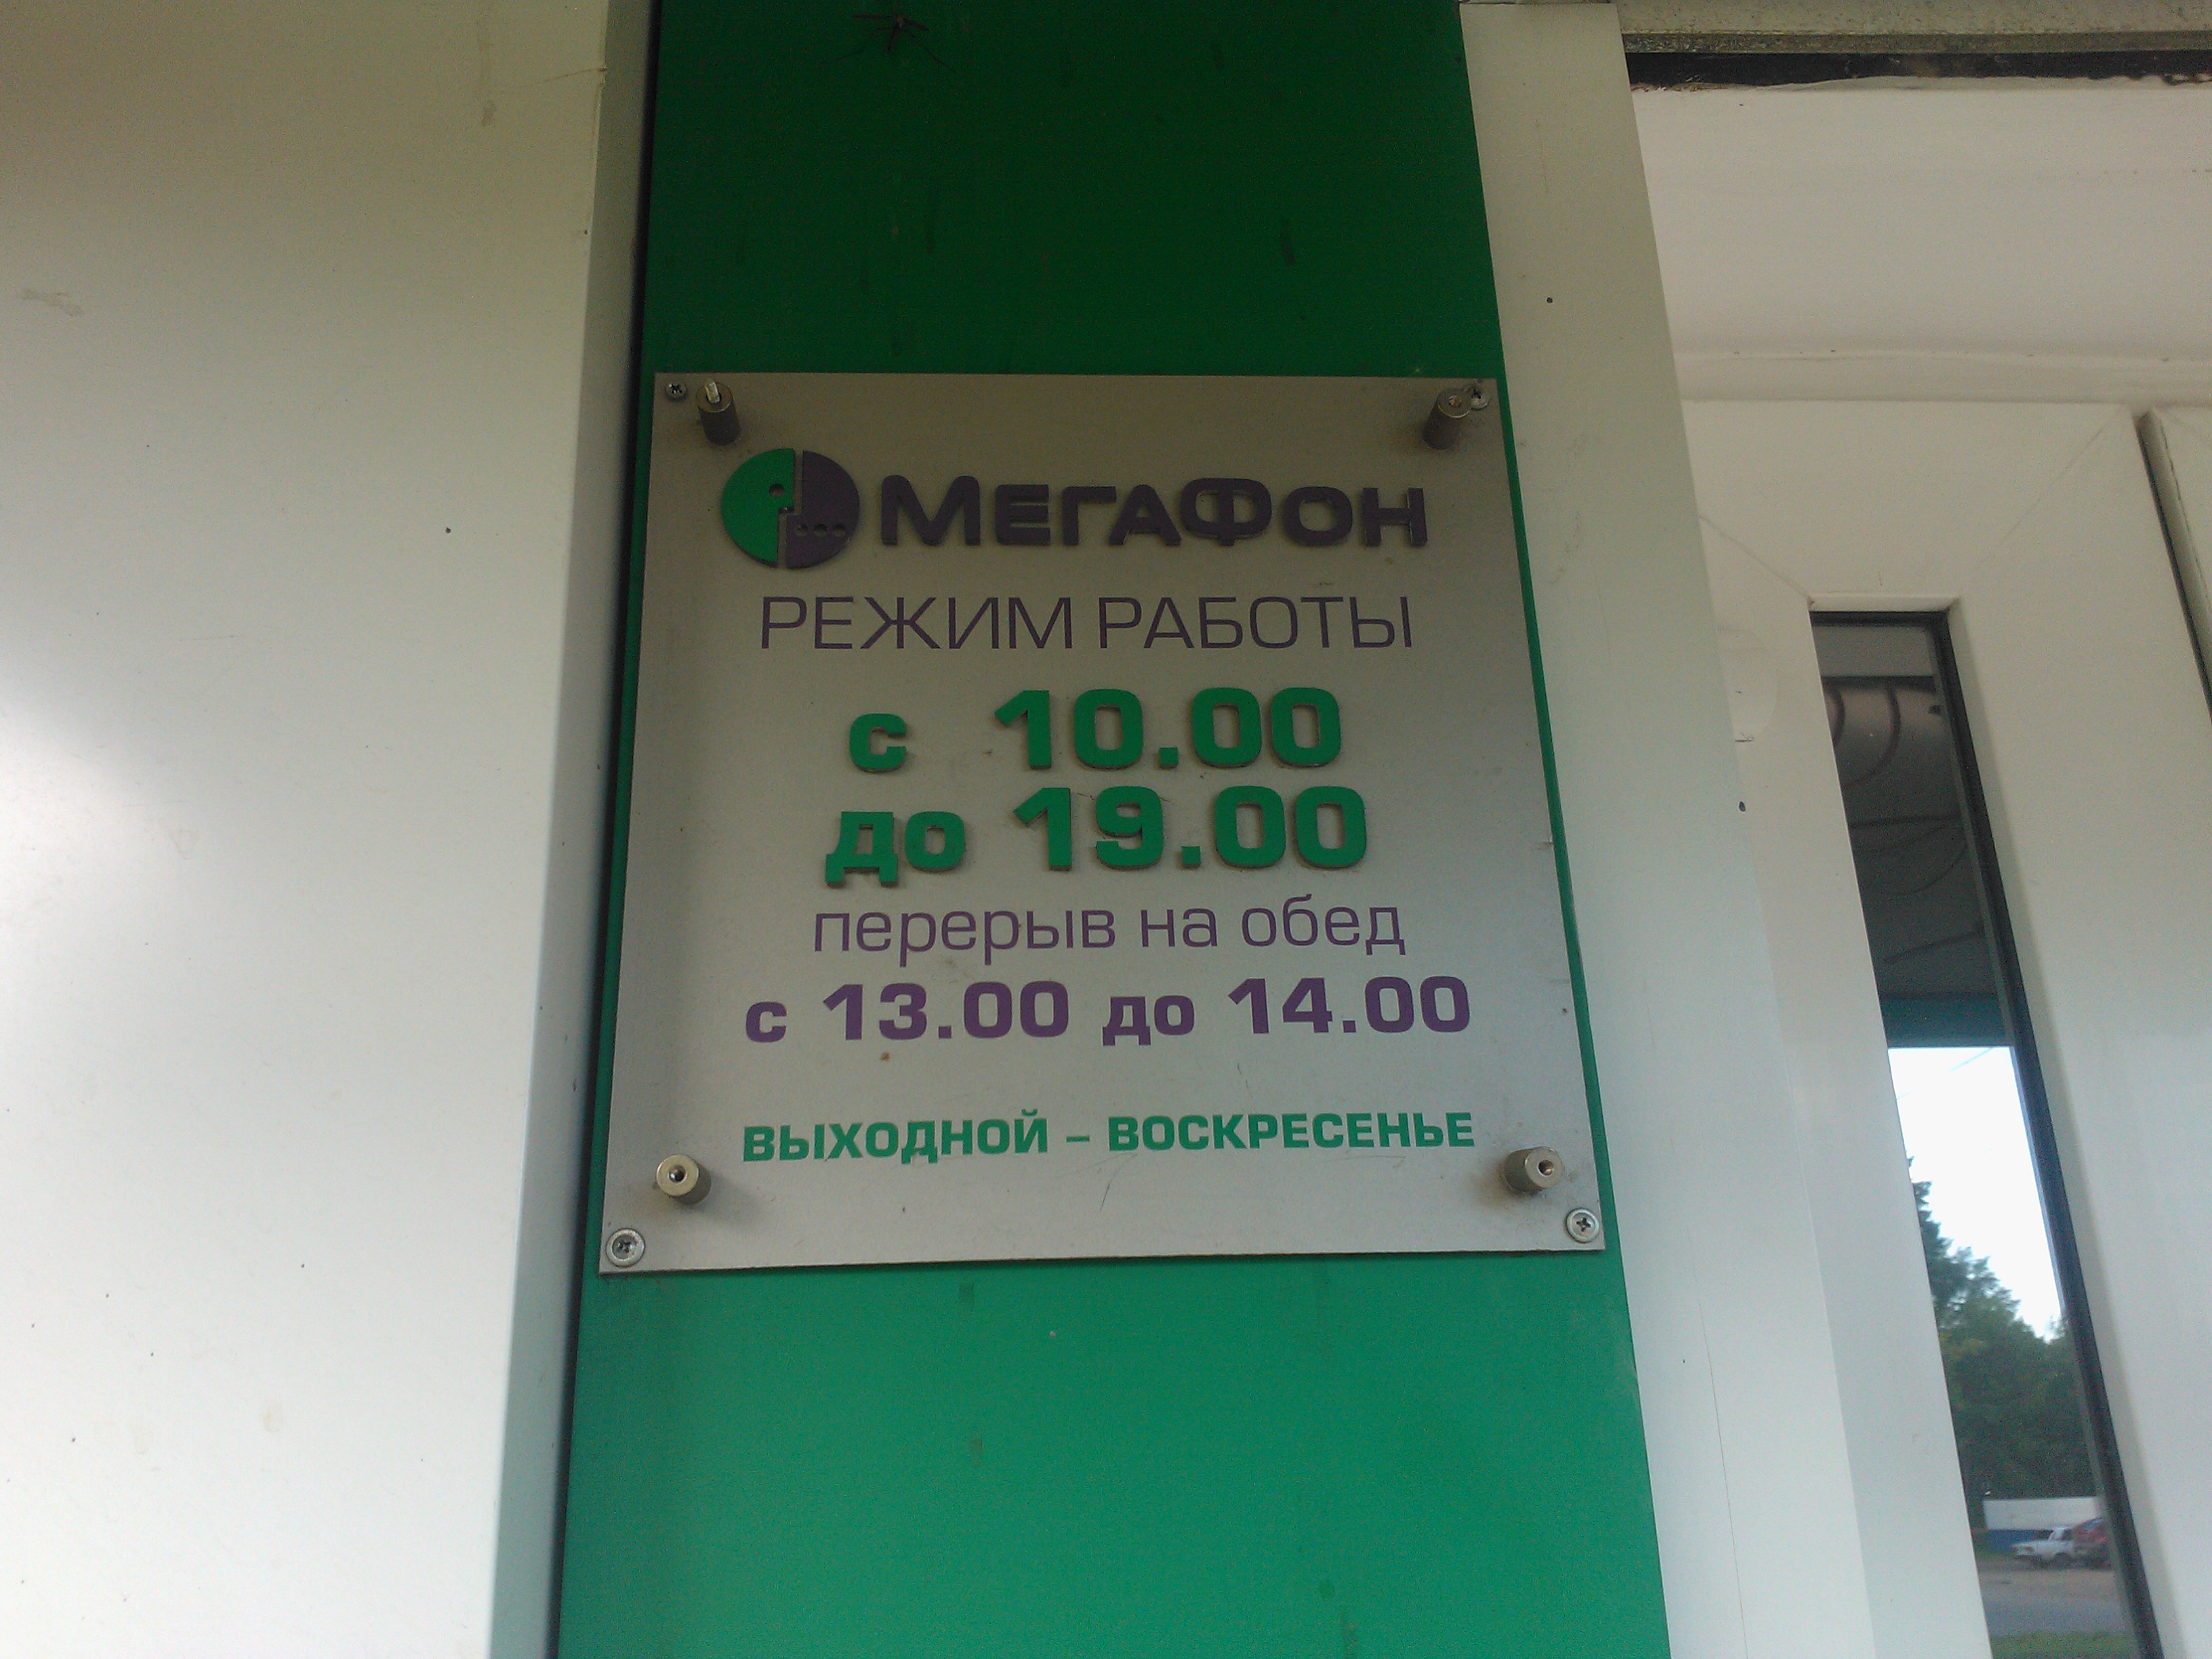 МЕГАФОН
РЕЖИМ РАБОТЫ
с 10.00
до 19.00
перерыв на обед
с 13.00 до 14.00
ВЫХОДНОЙ – ВОСКРЕСЕНЬЕ